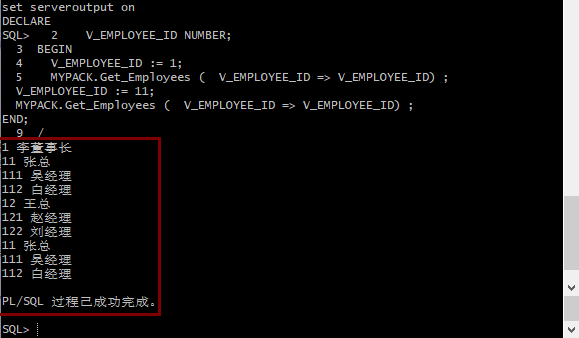 set serveroutput on
DECLARE
SQL>   2    V_EMPLOYEE_ID NUMBER;
  3  BEGIN
  4    V_EMPLOYEE_ID := 1;
  5    MYPACK.Get_Employees (  V_EMPLOYEE_ID => V_EMPLOYEE_ID) ;
  V_EMPLOYEE_ID := 11;
  MYPACK.Get_Employees (  V_EMPLOYEE_ID => V_EMPLOYEE_ID) ;
END;
  9  /
1 李董事长
11 张总
111 吴经理
112 白经理
12 王总
121 赵经理
122 刘经理
11 张总
111 吴经理
112 白经理
PL/SQL 过程已成功完成。
SQL>